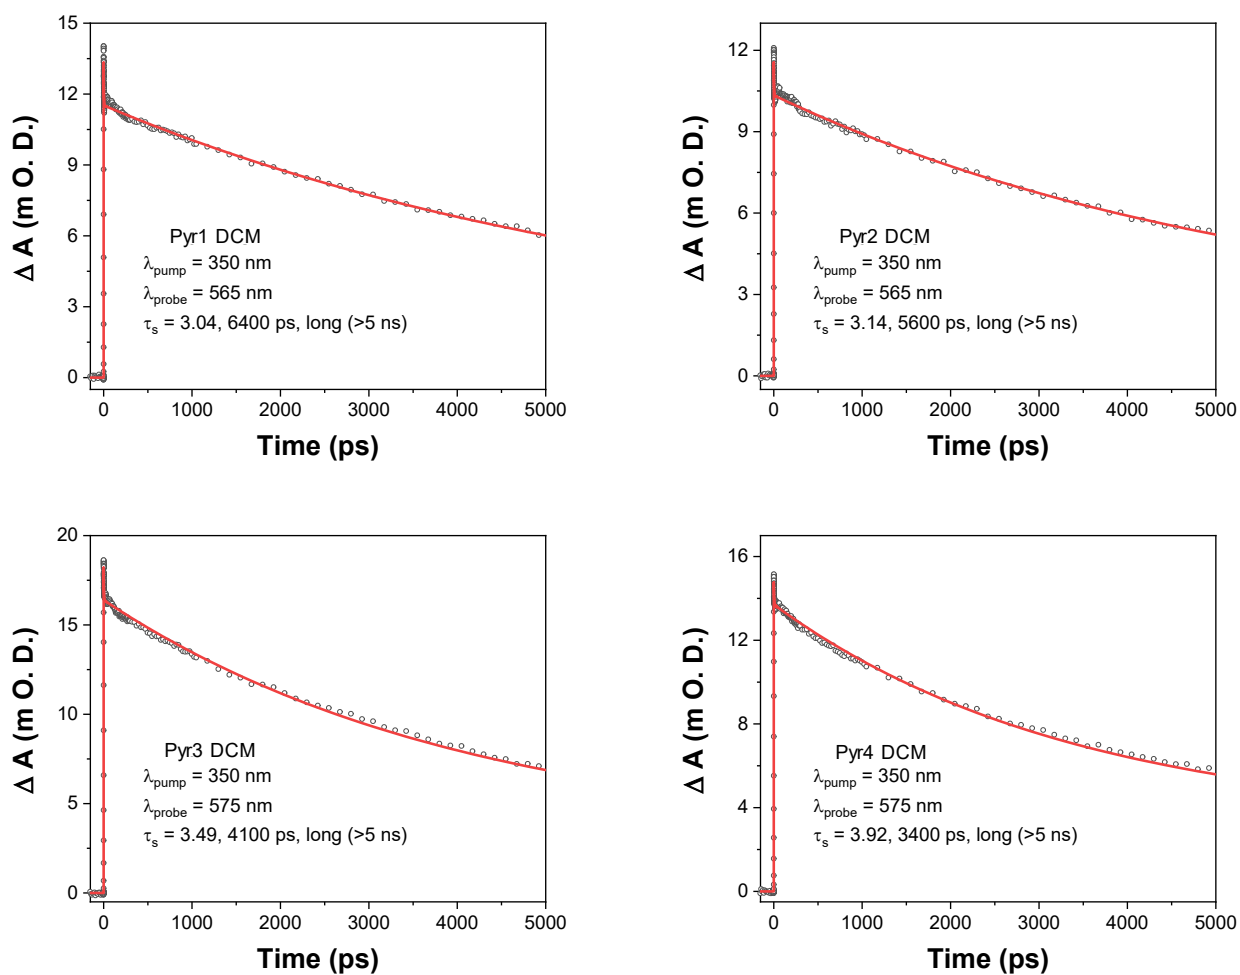 15
12
9
6
3
0
Δ A (m O. D.)
Pyr1 DCM
λpump = 350 nm
λprobe = 565 nm
τs = 3.04, 6400 ps, long (>5 ns)
0 1000 2000 3000 4000 5000
Time (ps)
12
9
6
3
0
Δ A (m O. D.)
Pyr2 DCM
λpump = 350 nm
λprobe = 565 nm
τs = 3.14, 5600 ps, long (>5 ns)
0 1000 2000 3000 4000 5000
Time (ps)
20
15
10
5
0
Δ A (m O. D.)
Pyr3 DCM
λpump = 350 nm
λprobe = 575 nm
τs = 3.49, 4100 ps, long (>5 ns)
0 1000 2000 3000 4000 5000
Time (ps)
16
12
8
4
0
Δ A (m O. D.)
Pyr4 DCM
λpump = 350 nm
λprobe = 575 nm
τs = 3.92, 3400 ps, long (>5 ns)
0 1000 2000 3000 4000 5000
Time (ps)